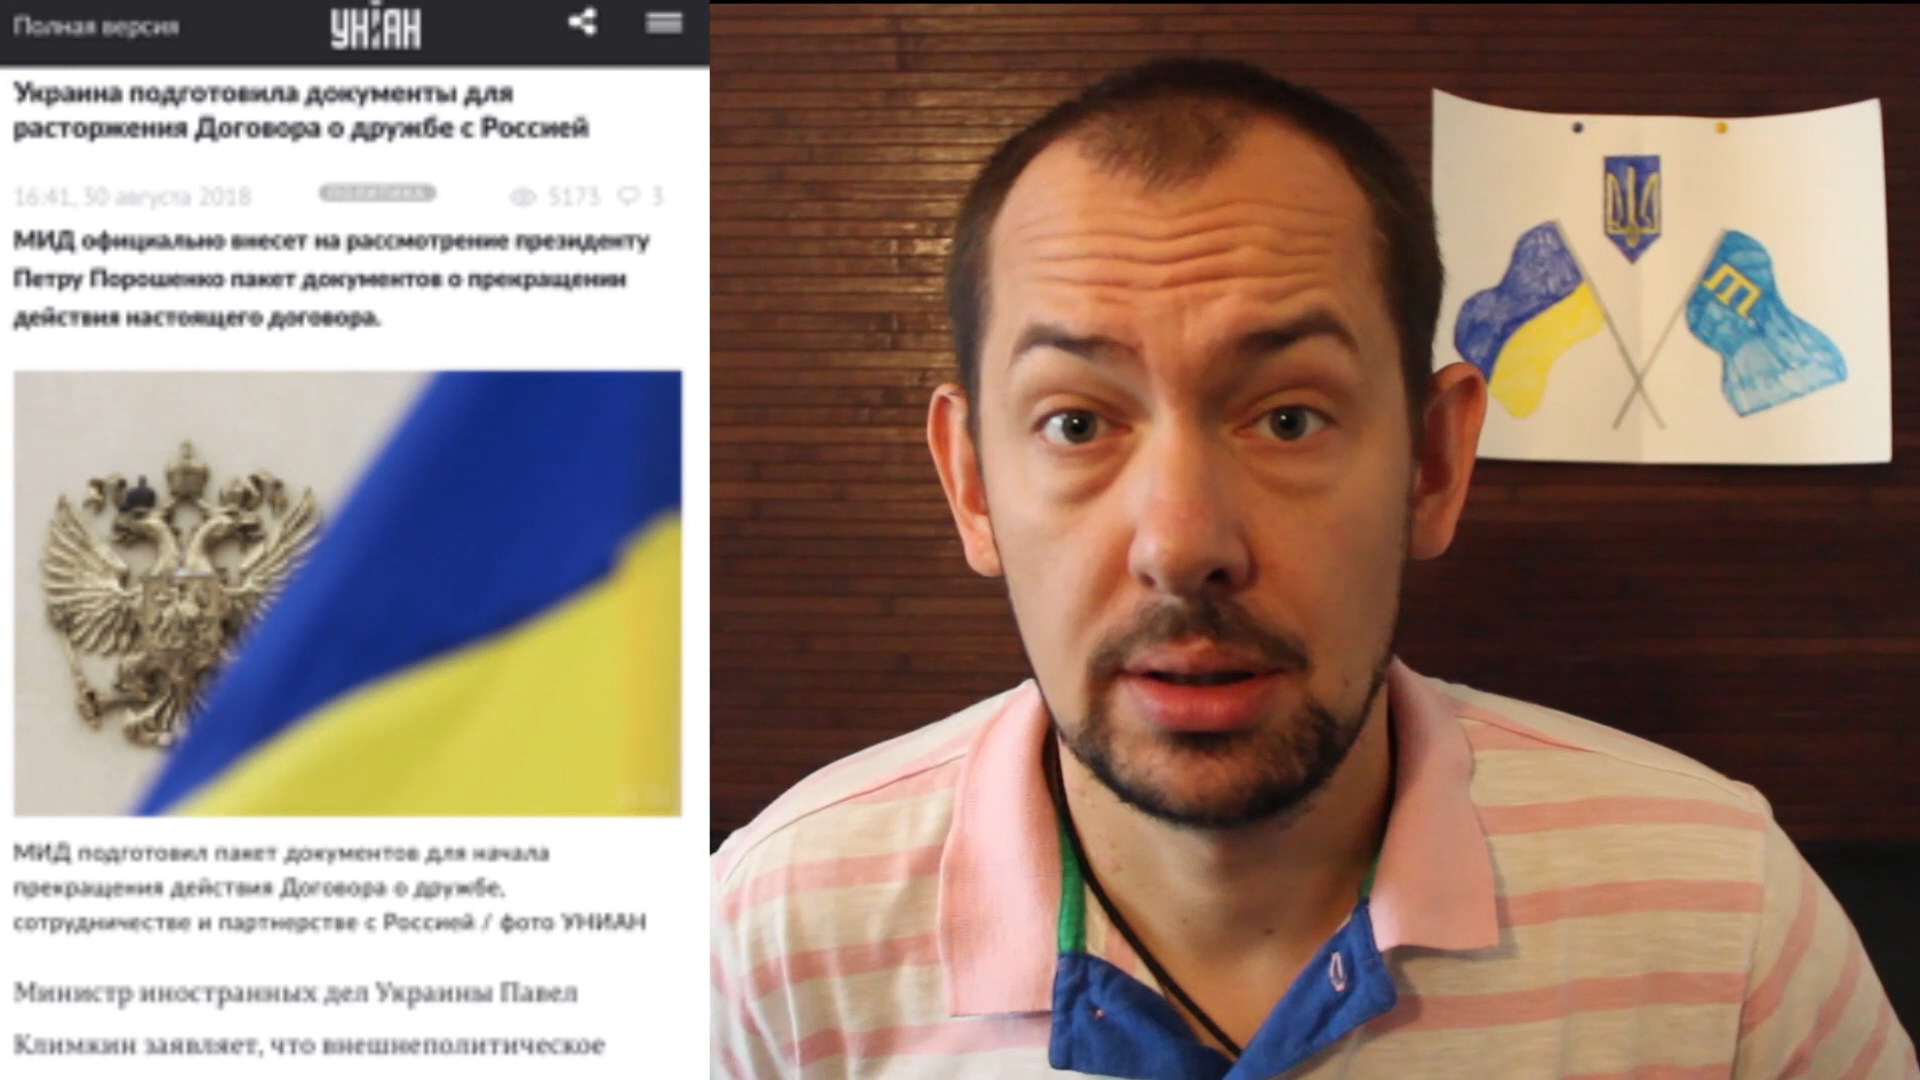 Полная версия
УНІАН
Украина подготовила документы для
расторжения Договора о дружбе с Россией
16:41, 30 августа 2018
ПОЛИТИКА
5173
3
МИД официально внесет на рассмотрение президенту
Петру Порошенко пакет документов о прекращении
действия настоящего договора.
МИД подготовил пакет документов для начала
прекращения действия Договора о дружбе,
сотрудничестве и партнерстве с Россией / фото УНИАН
Министр иностранных дел Украины Павел
Климкин заявляет, что внешнеполитическое